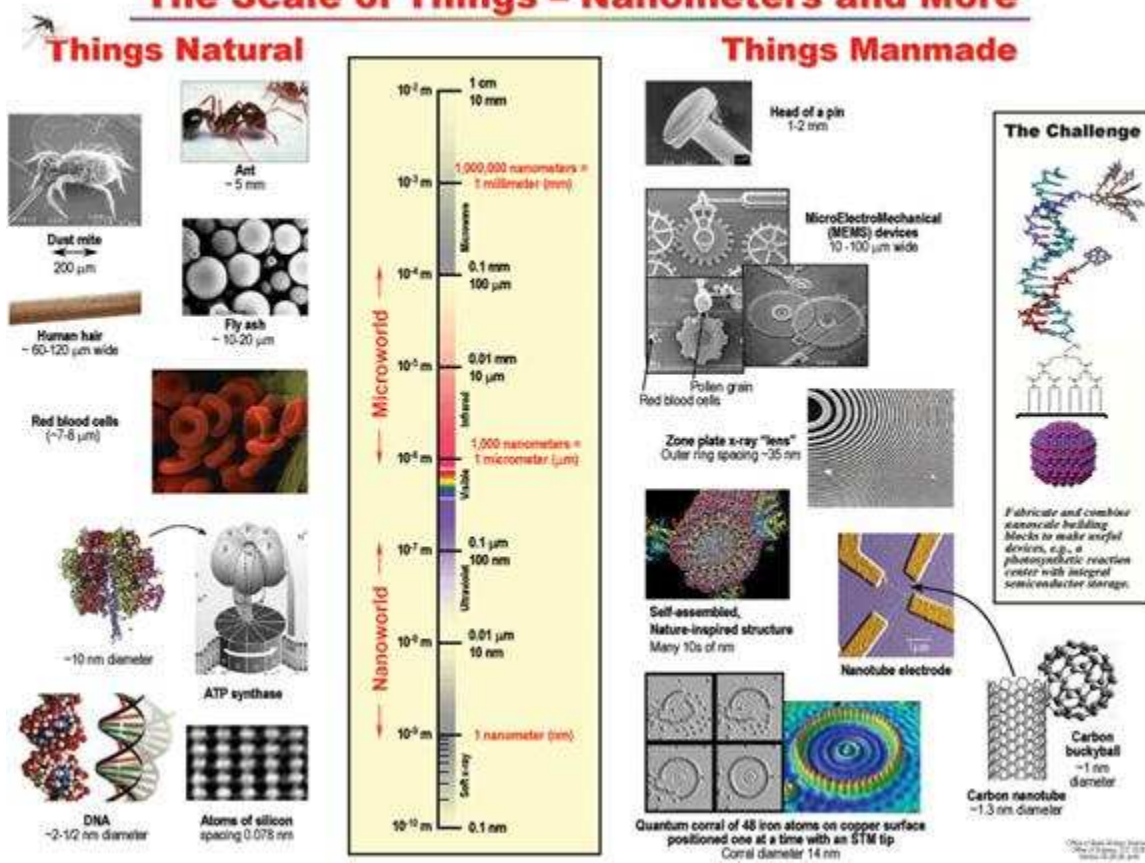 The Scale of Things – Nanometers and More
Things Natural
Things Manmade
Ant
~ 5 mm
Dust mite
200 µm
Fly ash
~ 10-20 µm
Human hair
~ 60-120 µm wide
Red blood cells
(~7-8 µm)
~10 nm diameter
ATP synthase
DNA
~2-1/2 nm diameter
Atoms of silicon
spacing 0.078 nm
10⁻² m
1 cm
10 mm
1,000,000 nanometers =
1 millimeter (mm)
10⁻³ m
Microwave
10⁻⁴ m
0.1 mm
100 µm
Microworld
10⁻⁵ m
0.01 mm
10 µm
Infrared
1,000 nanometers =
1 micrometer (µm)
10⁻⁶ m
Visible
10⁻⁷ m
0.1 µm
100 nm
Ultraviolet
Nanoworld
10⁻⁸ m
0.01 µm
10 nm
10⁻⁹ m
1 nanometer (nm)
Soft x-ray
10⁻¹⁰ m
0.1 nm
Head of a pin
1-2 mm
MicroElectroMechanical
(MEMS) devices
10 -100 µm wide
Pollen grain
Red blood cells
Zone plate x-ray "lens"
Outer ring spacing ~35 nm
Self-assembled,
Nature-inspired structure
Many 10s of nm
1µm
Nanotube electrode
Carbon
buckyball
~1 nm
diameter
Carbon nanotube
~1.3 nm diameter
Quantum corral of 48 iron atoms on copper surface
positioned one at a time with an STM tip
Corral diameter 14 nm
The Challenge
Fabricate and combine
nanoscale building
blocks to make useful
devices, e.g., a
photosynthetic reaction
center with integral
semiconductor storage.